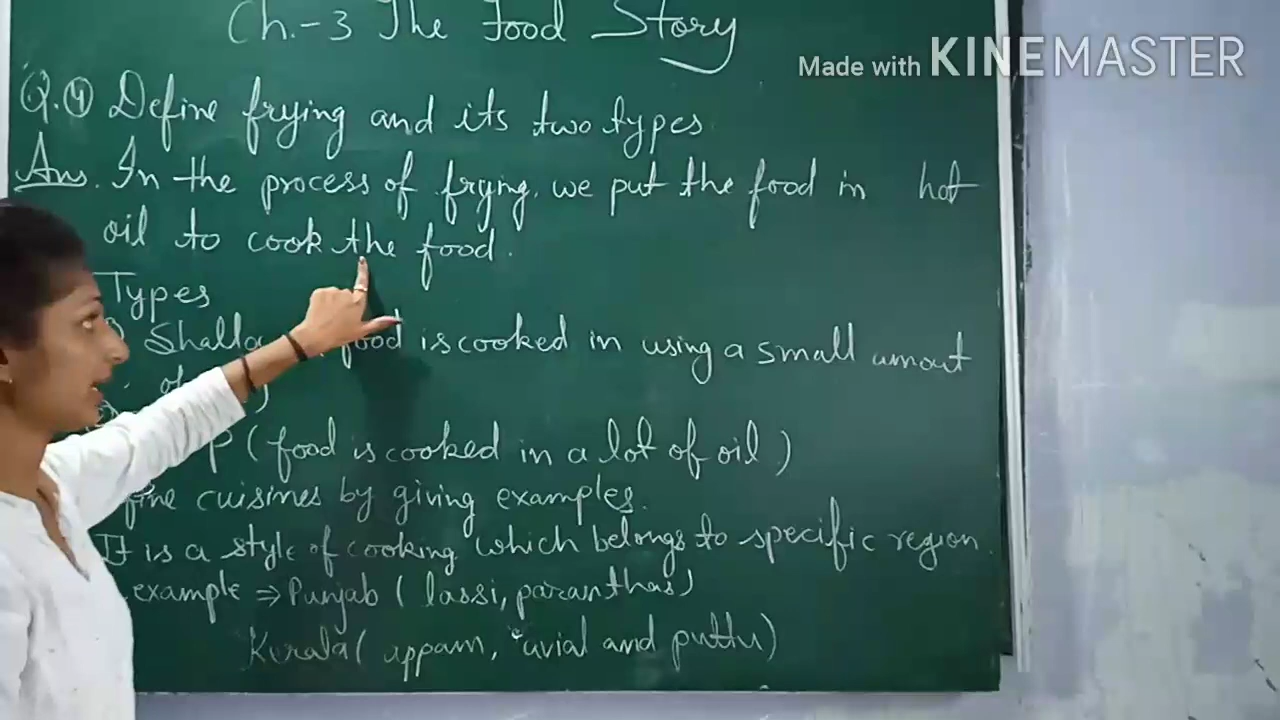 Ch.-3 The Food Story
Made with KINEMASTER
Q.4 Define frying and its two types
Ans. In the process of frying, we put the food in hot
oil to cook the food.
Types
food is cooked in using a small amout
of
(food is cooked in a lot of oil)
cuisines by giving examples.
It is a style of cooking which belongs to specific region.
example ⇒ Punjab (lassi, paranthas)
Kerala (appam, avial and puttu)